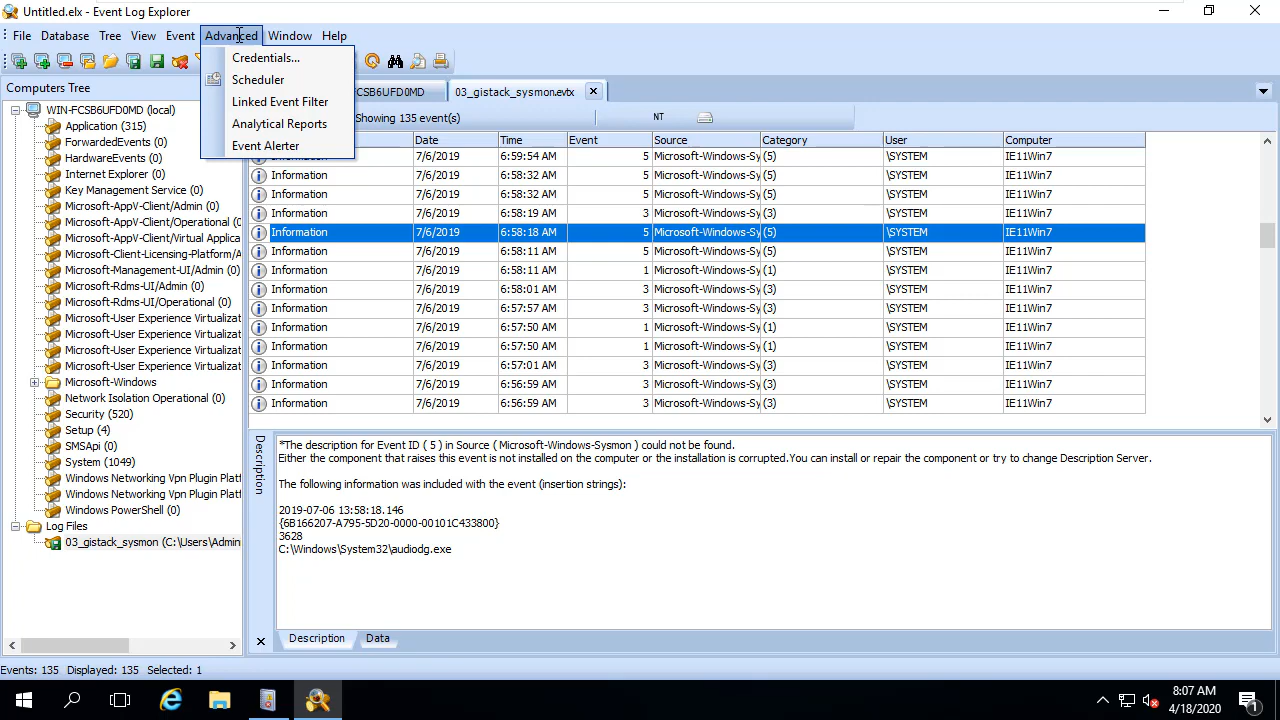 Untitled.elx - Event Log Explorer
File Database Tree View Event Advanced Window Help
Credentials...
Scheduler
Linked Event Filter
Analytical Reports
Event Alerter
Computers Tree
WIN-FCSB6UFD0MD (local)
Application (315)
ForwardedEvents (0)
HardwareEvents (0)
Internet Explorer (0)
Key Management Service (0)
Microsoft-AppV-Client/Admin (0)
Microsoft-AppV-Client/Operational (0
Microsoft-AppV-Client/Virtual Applica
Microsoft-Client-Licensing-Platform/A
Microsoft-Management-UI/Admin (0)
Microsoft-Rdms-UI/Admin (0)
Microsoft-Rdms-UI/Operational (0)
Microsoft-User Experience Virtualizat
Microsoft-User Experience Virtualizat
Microsoft-User Experience Virtualizat
Microsoft-User Experience Virtualizat
Microsoft-Windows
Network Isolation Operational (0)
Security (520)
Setup (4)
SMSApi (0)
System (1049)
Windows Networking Vpn Plugin Platf
Windows Networking Vpn Plugin Platf
Windows PowerShell (0)
Log Files
03_gistack_sysmon (C:\Users\Admin
FCSB6UFD0MD 03_gistack_sysmon.evtx
Showing 135 event(s) NT
Date Time Event Source Category User Computer
Information 7/6/2019 6:59:54 AM 5 Microsoft-Windows-Sy (5) \SYSTEM IE11Win7
Information 7/6/2019 6:58:32 AM 5 Microsoft-Windows-Sy (5) \SYSTEM IE11Win7
Information 7/6/2019 6:58:32 AM 5 Microsoft-Windows-Sy (5) \SYSTEM IE11Win7
Information 7/6/2019 6:58:19 AM 3 Microsoft-Windows-Sy (3) \SYSTEM IE11Win7
Information 7/6/2019 6:58:18 AM 5 Microsoft-Windows-Sy (5) \SYSTEM IE11Win7
Information 7/6/2019 6:58:11 AM 5 Microsoft-Windows-Sy (5) \SYSTEM IE11Win7
Information 7/6/2019 6:58:11 AM 1 Microsoft-Windows-Sy (1) \SYSTEM IE11Win7
Information 7/6/2019 6:58:01 AM 3 Microsoft-Windows-Sy (3) \SYSTEM IE11Win7
Information 7/6/2019 6:57:57 AM 3 Microsoft-Windows-Sy (3) \SYSTEM IE11Win7
Information 7/6/2019 6:57:50 AM 1 Microsoft-Windows-Sy (1) \SYSTEM IE11Win7
Information 7/6/2019 6:57:50 AM 1 Microsoft-Windows-Sy (1) \SYSTEM IE11Win7
Information 7/6/2019 6:57:01 AM 3 Microsoft-Windows-Sy (3) \SYSTEM IE11Win7
Information 7/6/2019 6:56:59 AM 3 Microsoft-Windows-Sy (3) \SYSTEM IE11Win7
Information 7/6/2019 6:56:59 AM 3 Microsoft-Windows-Sy (3) \SYSTEM IE11Win7
Description
*The description for Event ID ( 5 ) in Source ( Microsoft-Windows-Sysmon ) could not be found.
Either the component that raises this event is not installed on the computer or the installation is corrupted.You can install or repair the component or try to change Description Server.
The following information was included with the event (insertion strings):
2019-07-06 13:58:18.146
{6B166207-A795-5D20-0000-00101C433800}
3628
C:\Windows\System32\audiodg.exe
Description Data
Events: 135 Displayed: 135 Selected: 1
8:07 AM
4/18/2020
1